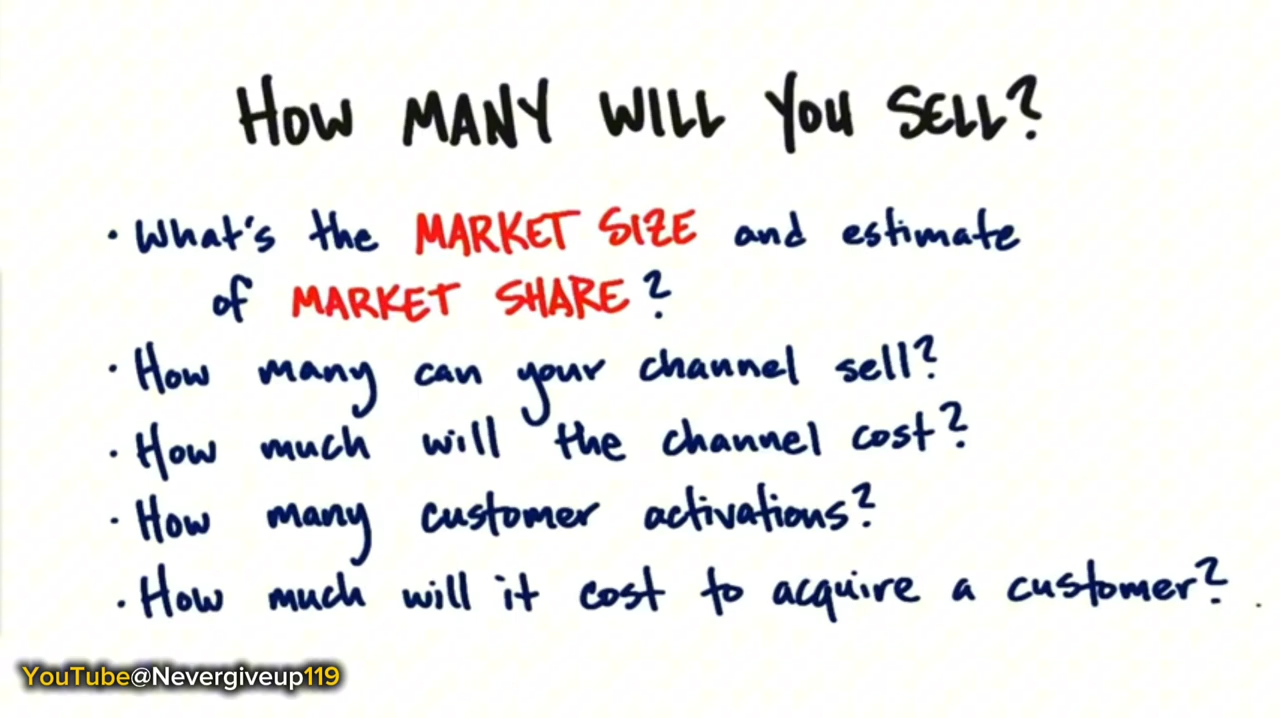 HOW MANY WILL YOU SELL?
• What's the MARKET SIZE and estimate
of MARKET SHARE?
• How many can your channel sell?
• How much will the channel cost?
• How many customer activations?
• How much will it cost to acquire a customer?
YouTube@Nevergiveup119